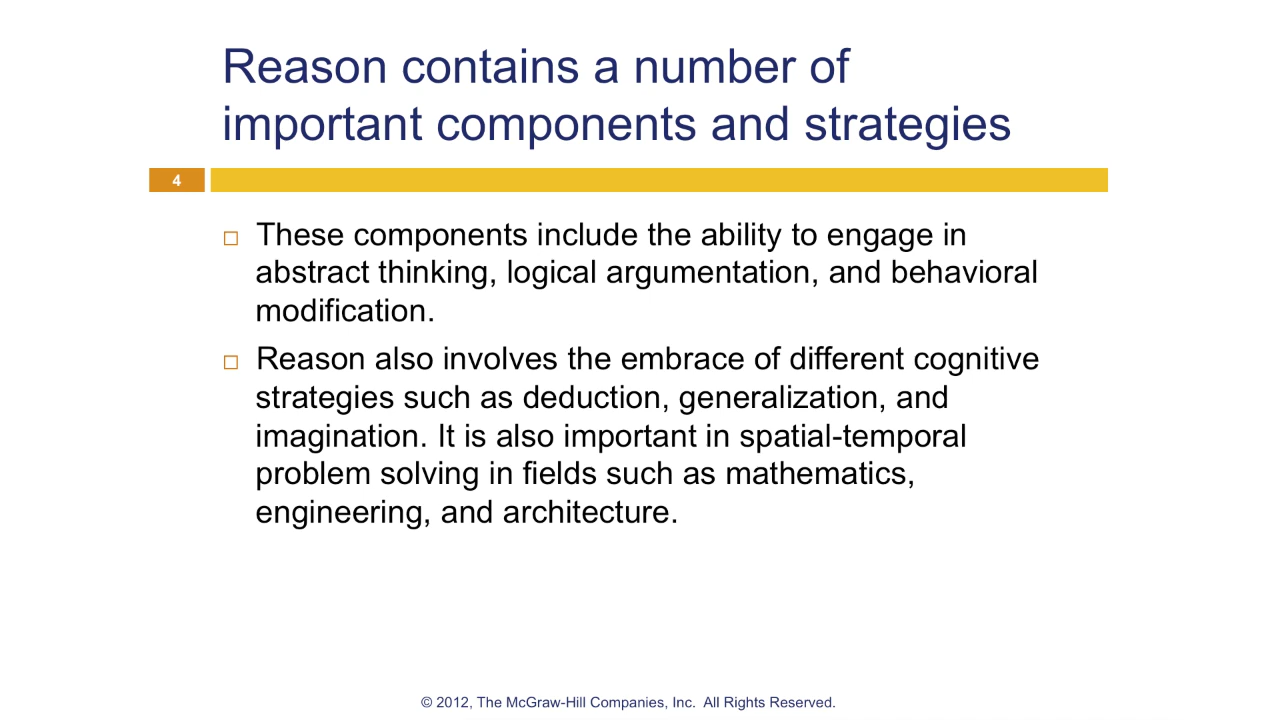 Reason contains a number of
important components and strategies
4
These components include the ability to engage in
abstract thinking, logical argumentation, and behavioral
modification.
Reason also involves the embrace of different cognitive
strategies such as deduction, generalization, and
imagination. It is also important in spatial-temporal
problem solving in fields such as mathematics,
engineering, and architecture.
© 2012, The McGraw-Hill Companies, Inc.  All Rights Reserved.